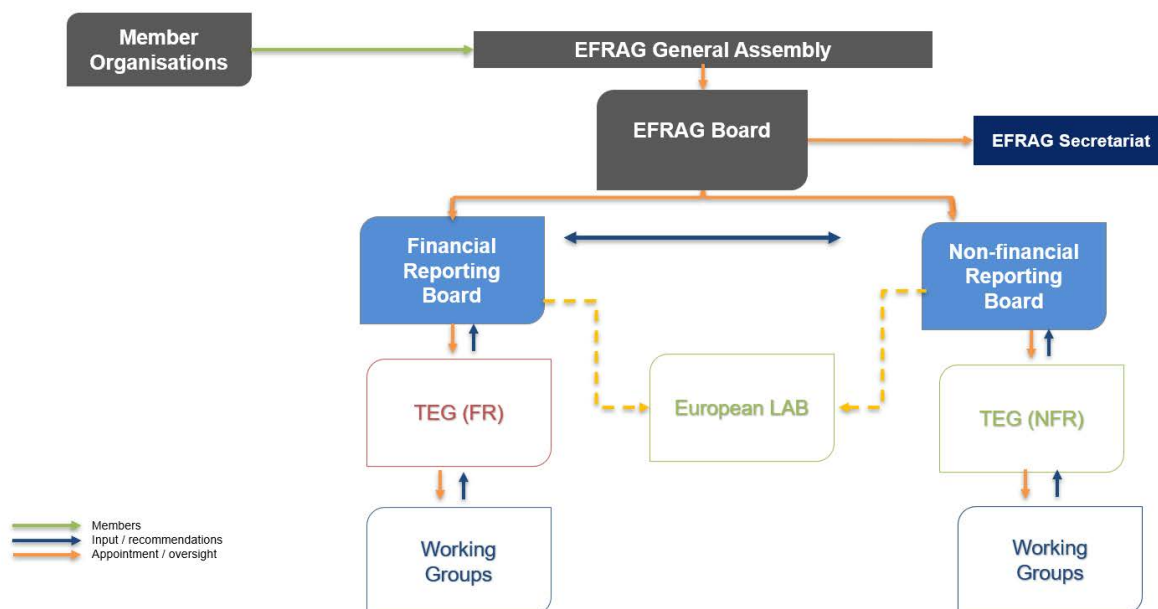 Member
Organisations
EFRAG General Assembly
EFRAG Board
EFRAG Secretariat
Financial
Reporting
Board
Non-financial
Reporting
Board
TEG (FR)
European LAB
TEG (NFR)
Members
Input / recommendations
Appointment / oversight
Working
Groups
Working
Groups